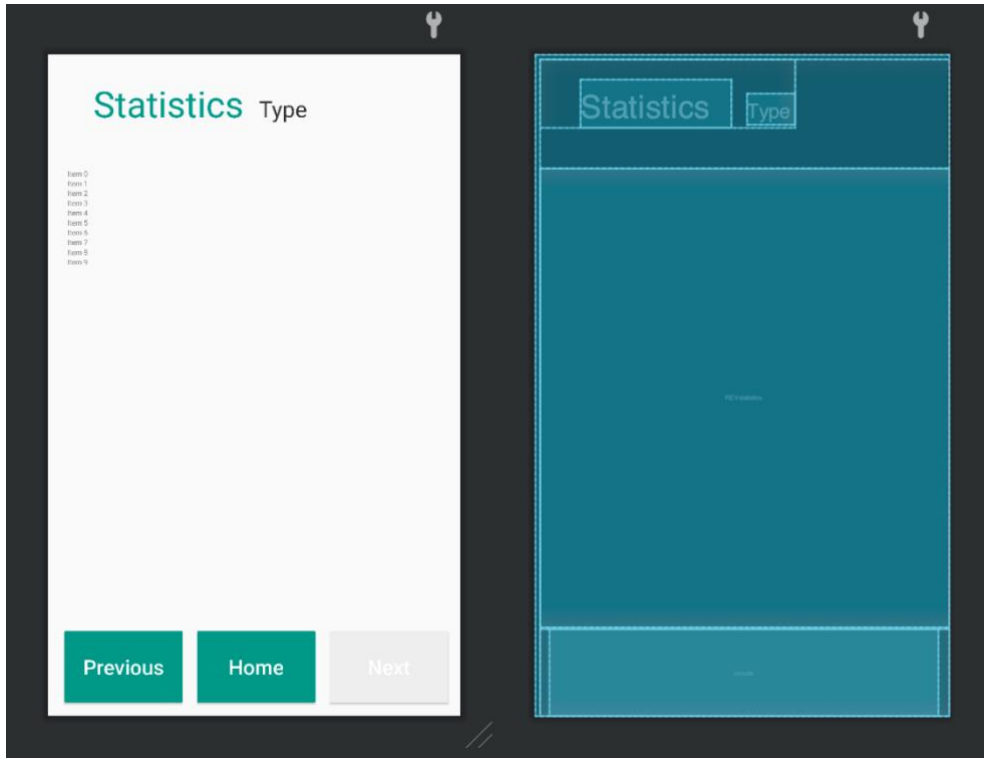 Statistics Type
Item 0
Item 1
Item 2
Item 3
Item 4
Item 5
Item 6
Item 7
Item 8
Item 9
Previous Home Next
Statistics Type